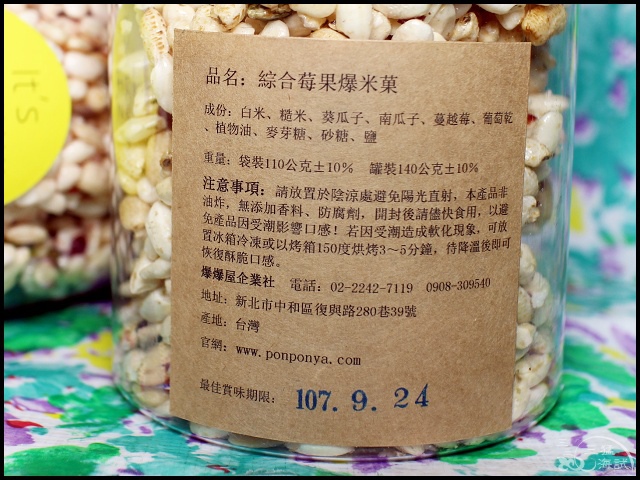 It's
品名：綜合莓果爆米菓
成份：白米、糙米、葵瓜子、南瓜子、蔓越莓、葡萄乾
、植物油、麥芽糖、砂糖、鹽
重量：袋裝110公克±10%　罐裝140公克±10%
注意事項：請放置於陰涼處避免陽光直射，本產品非
油炸，無添加香料、防腐劑，開封後請儘快食用，以避
免產品因受潮影響口感！若因受潮造成軟化現象，可放
置冰箱冷凍或以烤箱150度烘烤3～5分鐘，待降溫後即可
恢復酥脆口感。
爆爆屋企業社　電話：02-2242-7119　0908-309540
地址：新北市中和區復興路280巷39號
產地：台灣
官網：www.ponponya.com
最佳賞味期限：107.9.24